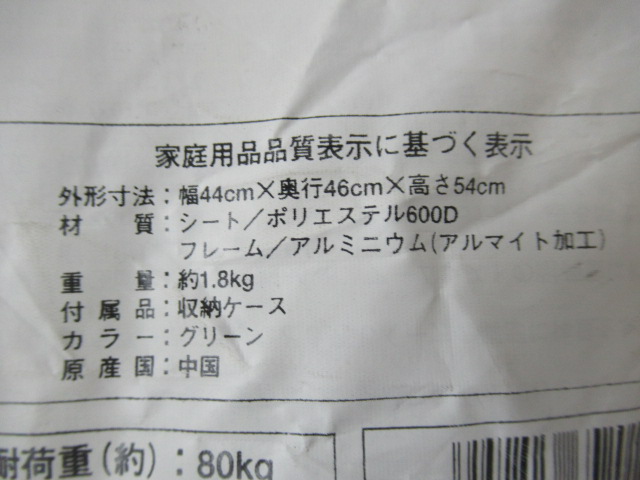 家庭用品品質表示に基づく表示
外形寸法：幅44cm×奥行46cm×高さ54cm
材　質：シート／ポリエステル600D
フレーム／アルミニウム(アルマイト加工)
重　量：約1.8kg
付属品：収納ケース
カラー：グリーン
原産国：中国
耐荷重(約)：80kg